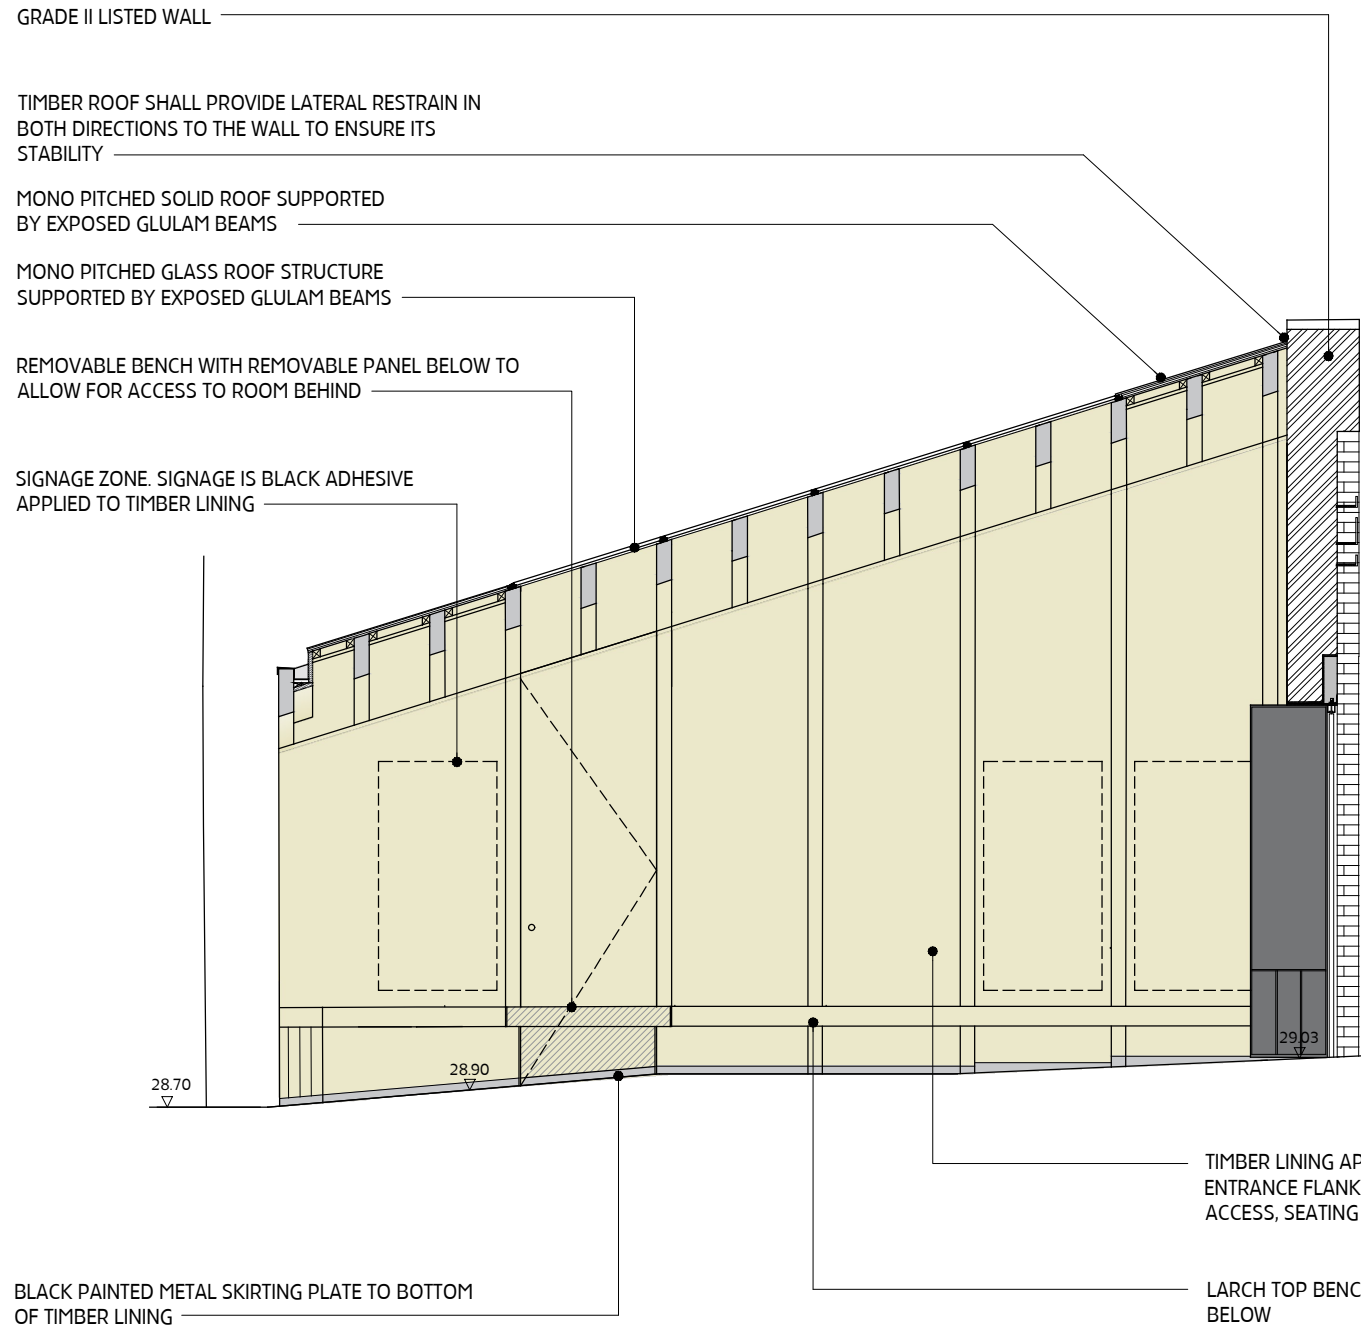 GRADE II LISTED WALL
TIMBER ROOF SHALL PROVIDE LATERAL RESTRAIN IN
BOTH DIRECTIONS TO THE WALL TO ENSURE ITS
STABILITY
MONO PITCHED SOLID ROOF SUPPORTED
BY EXPOSED GLULAM BEAMS
MONO PITCHED GLASS ROOF STRUCTURE
SUPPORTED BY EXPOSED GLULAM BEAMS
REMOVABLE BENCH WITH REMOVABLE PANEL BELOW TO
ALLOW FOR ACCESS TO ROOM BEHIND
SIGNAGE ZONE. SIGNAGE IS BLACK ADHESIVE
APPLIED TO TIMBER LINING
29.03
28.90
28.70
TIMBER LINING AP
ENTRANCE FLANK
ACCESS, SEATING
BLACK PAINTED METAL SKIRTING PLATE TO BOTTOM
OF TIMBER LINING
LARCH TOP BENC
BELOW